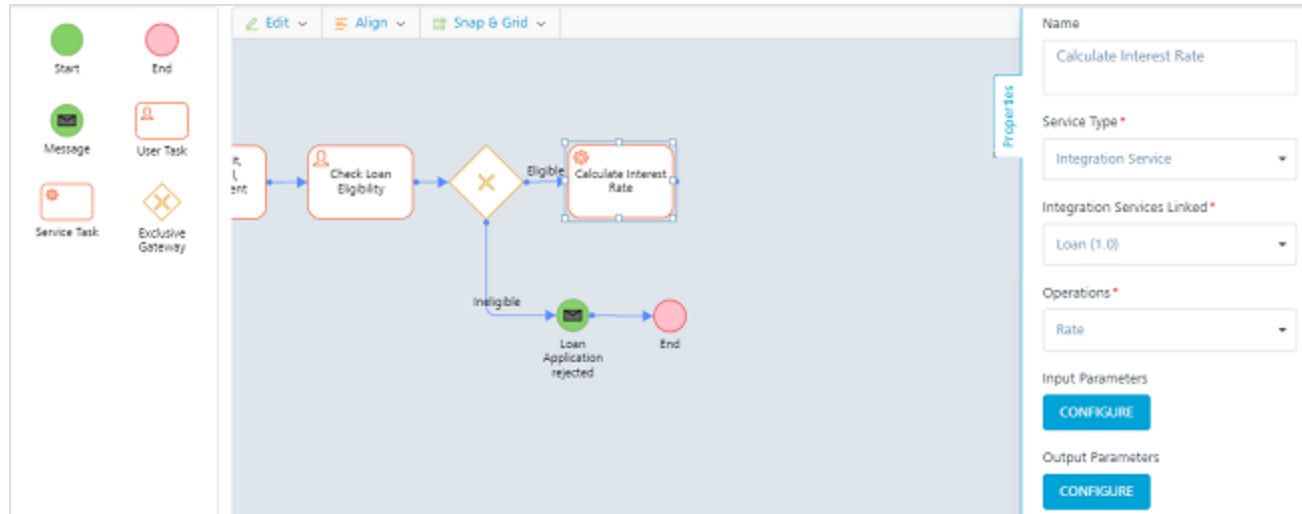 Start
End
Message
User Task
Service Task
Exclusive
Gateway
Edit
Align
Snap & Grid
ent
Check Loan
Eligibility
Eligible
Calculate Interest
Rate
Ineligible
Loan
Application
rejected
End
Properties
Name
Calculate Interest Rate
Service Type*
Integration Service
Integration Services Linked*
Loan (1.0)
Operations*
Rate
Input Parameters
CONFIGURE
Output Parameters
CONFIGURE